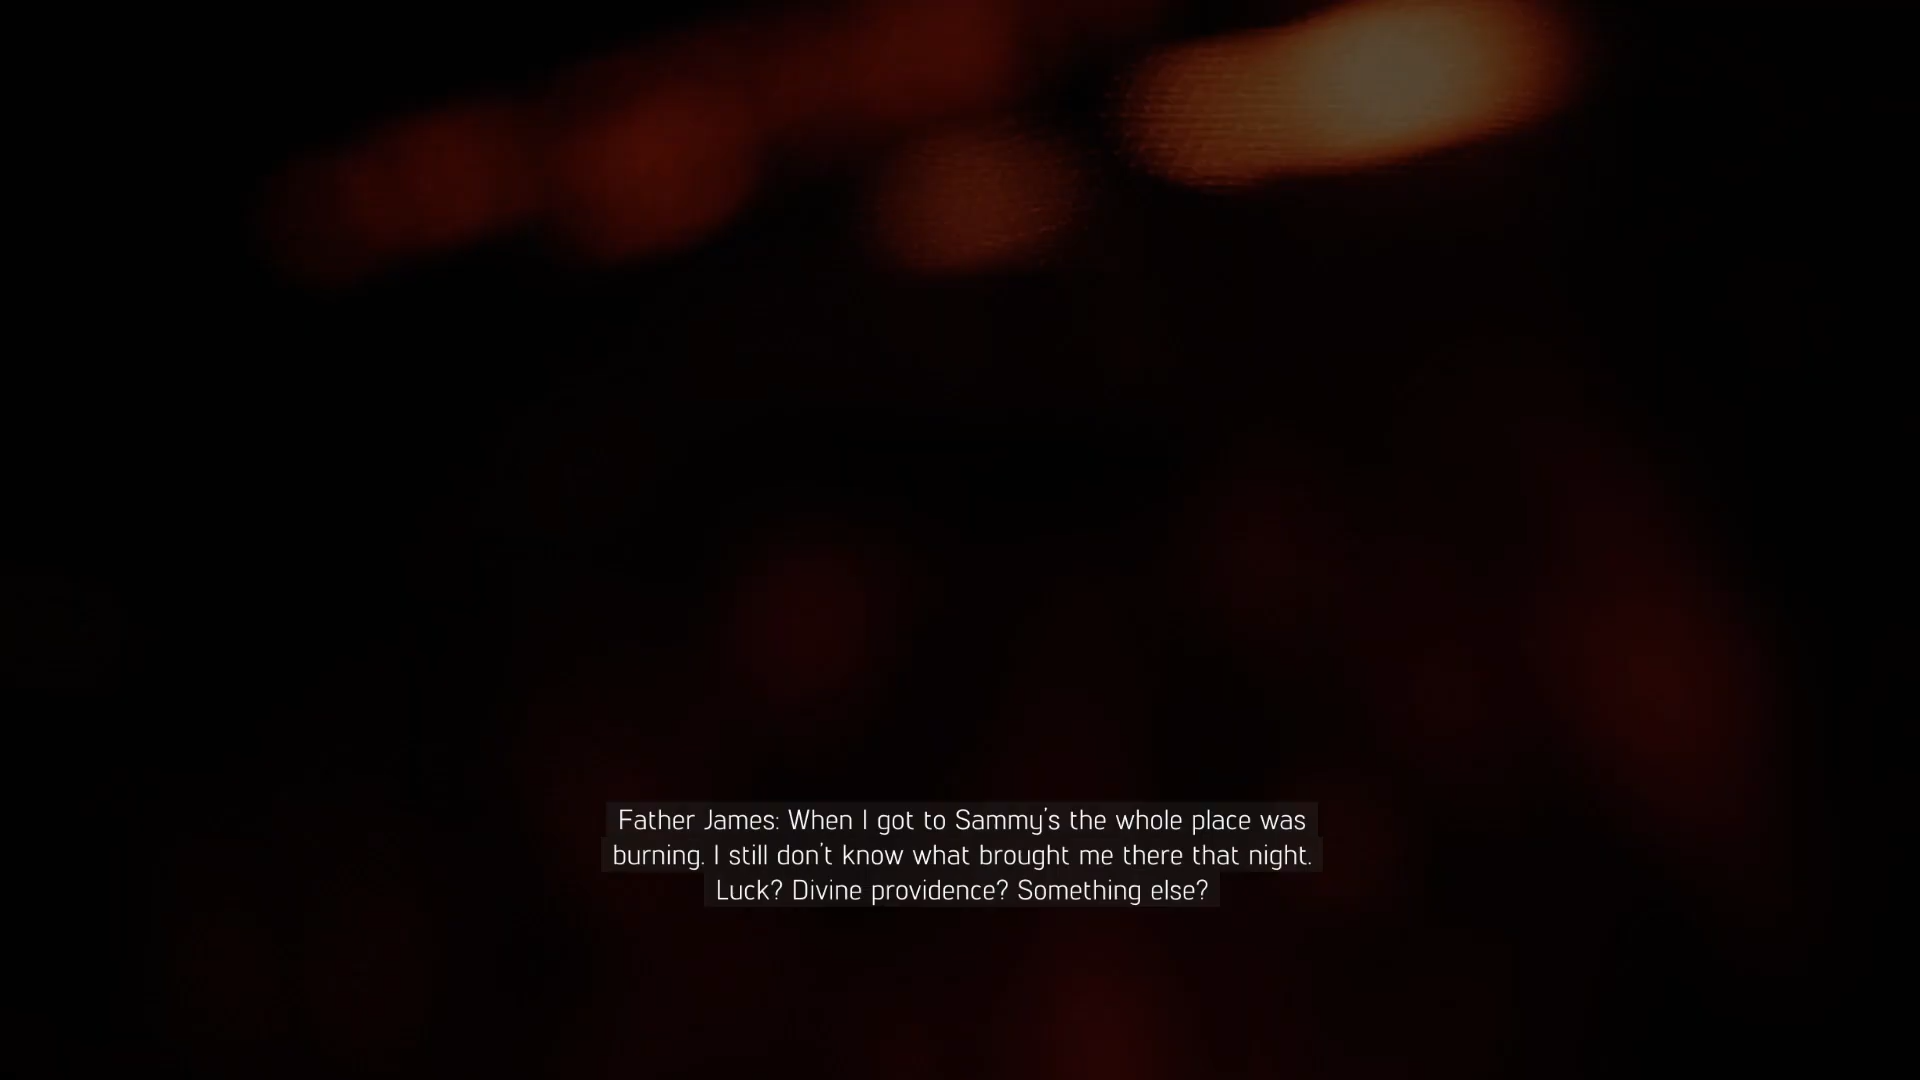 Father James: When I got to Sammy's the whole place was
burning. I still don't know what brought me there that night.
Luck? Divine providence? Something else?